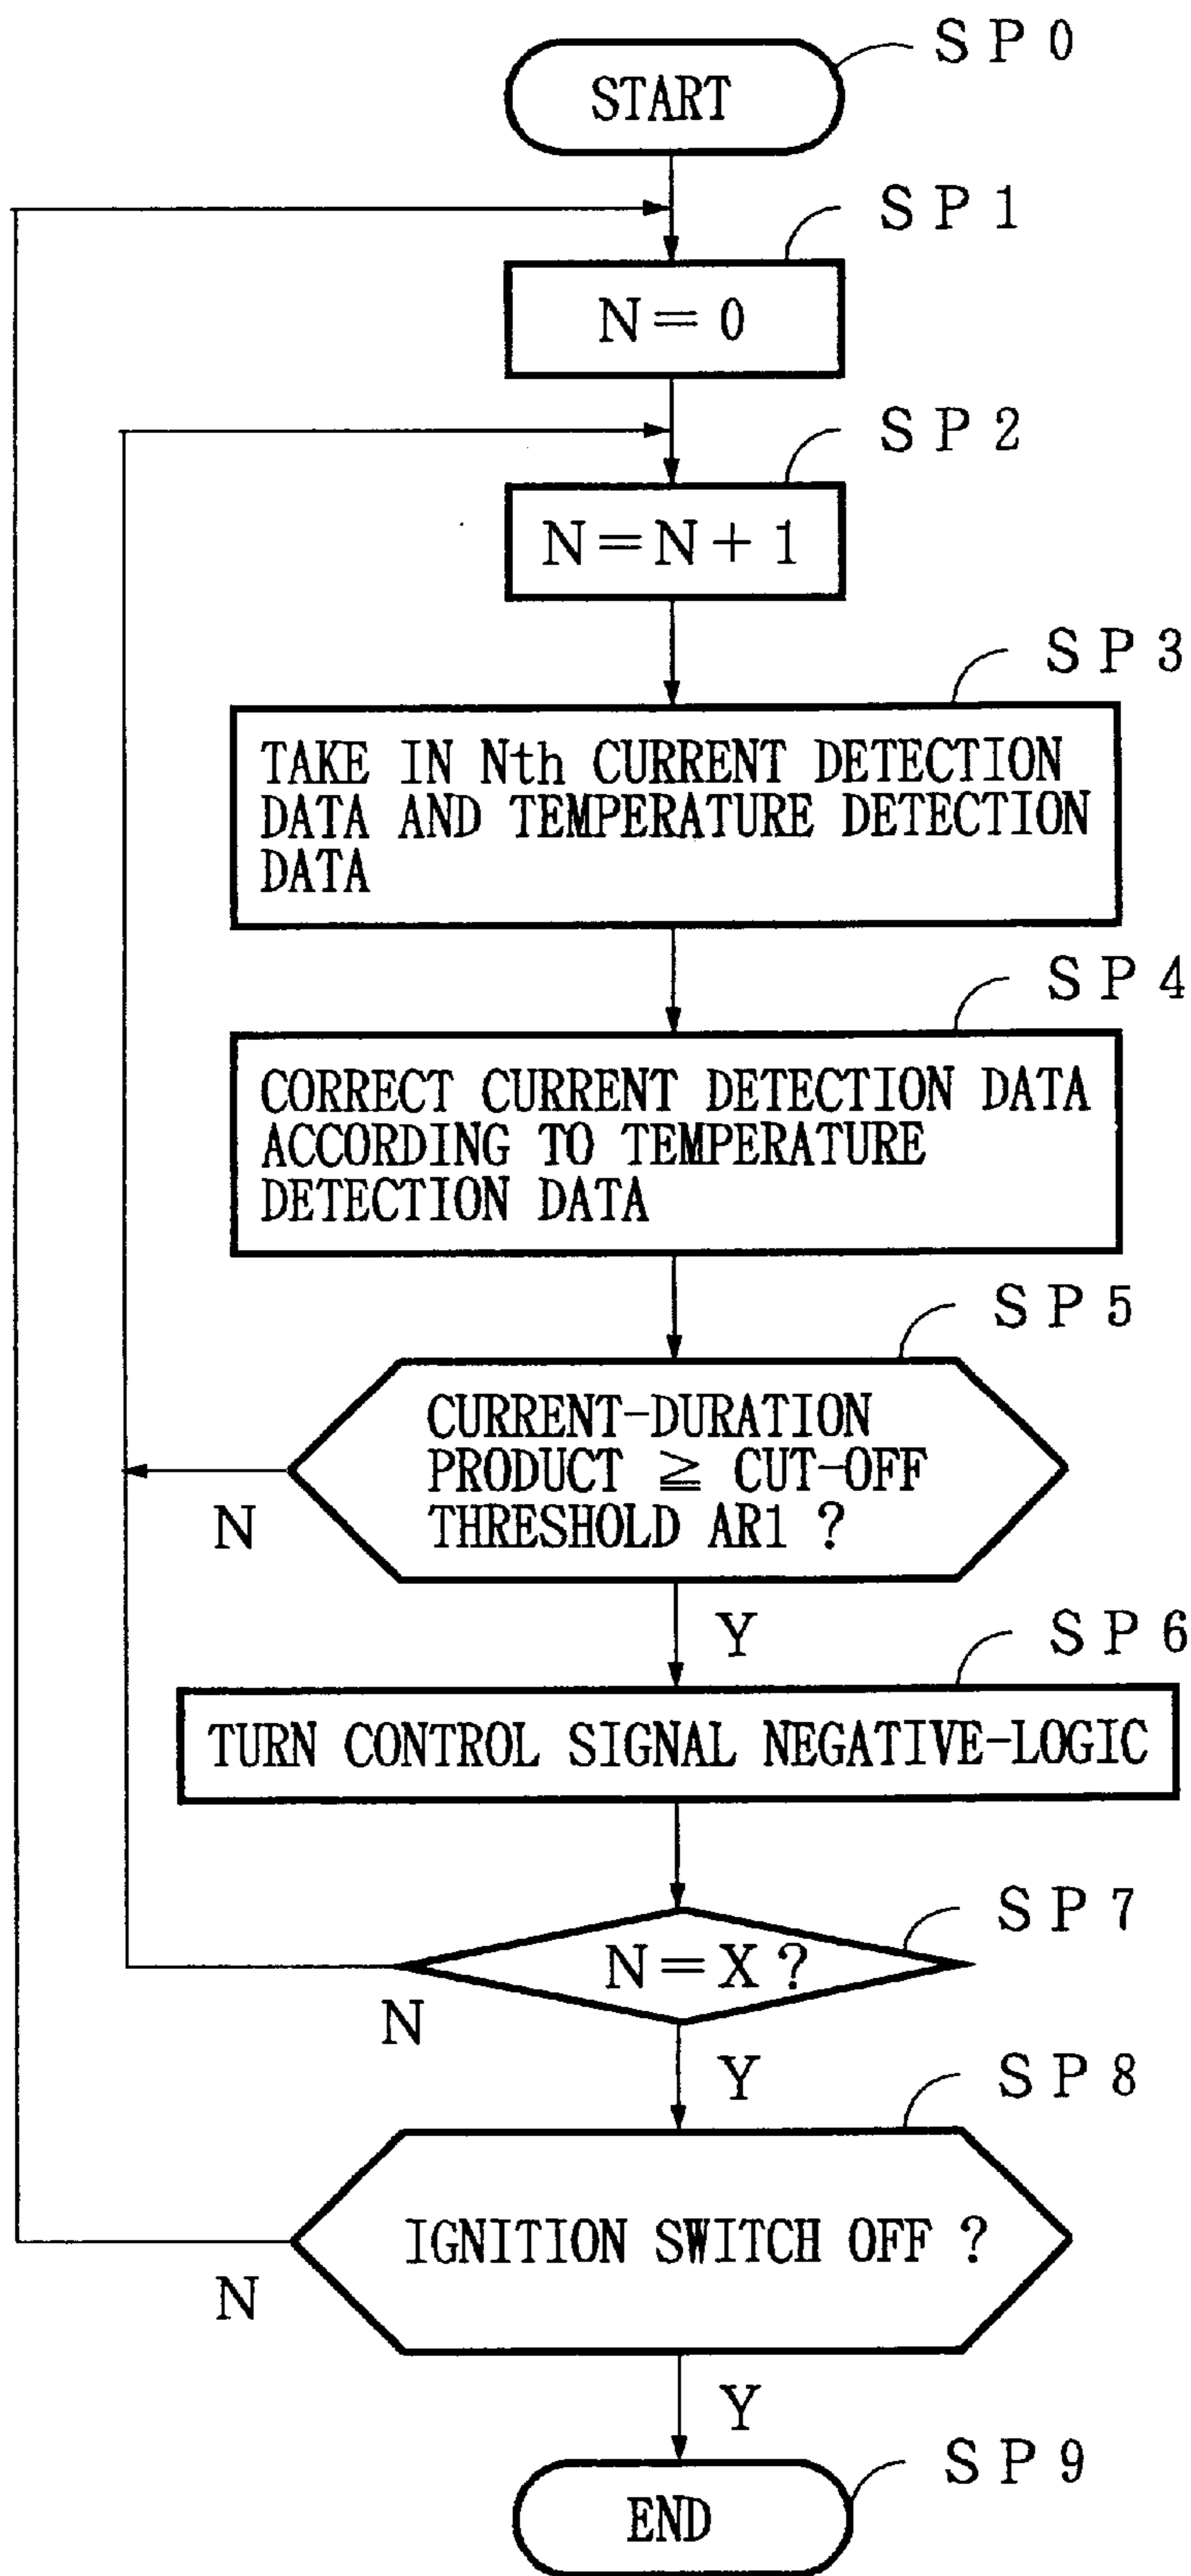 SP0
START
SP1
N=0
SP2
N=N+1
SP3
TAKE IN Nth CURRENT DETECTION
DATA AND TEMPERATURE DETECTION
DATA
SP4
CORRECT CURRENT DETECTION DATA
ACCORDING TO TEMPERATURE
DETECTION DATA
SP5
CURRENT-DURATION
PRODUCT ≧ CUT-OFF
THRESHOLD AR1 ?
N
Y
SP6
TURN CONTROL SIGNAL NEGATIVE-LOGIC
SP7
N=X?
N
Y
SP8
IGNITION SWITCH OFF ?
N
Y
SP9
END